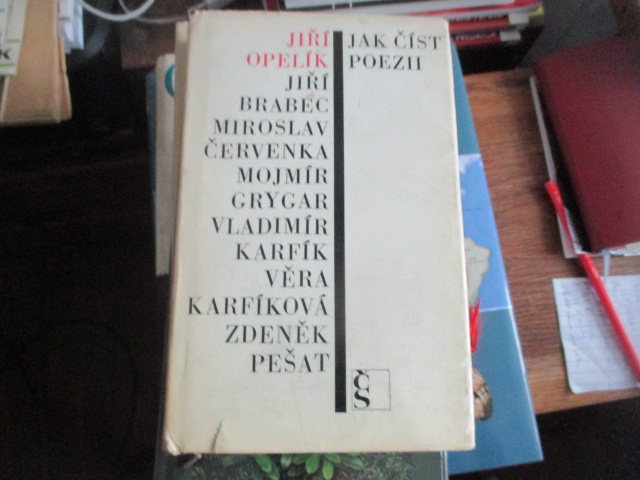 JIŘÍ
OPELÍK
JIŘÍ
BRABEC
MIROSLAV
ČERVENKA
MOJMÍR
GRYGAR
VLADIMÍR
KARFÍK
VĚRA
KARFÍKOVÁ
ZDENĚK
PEŠAT
JAK ČÍST
POEZII
ČS